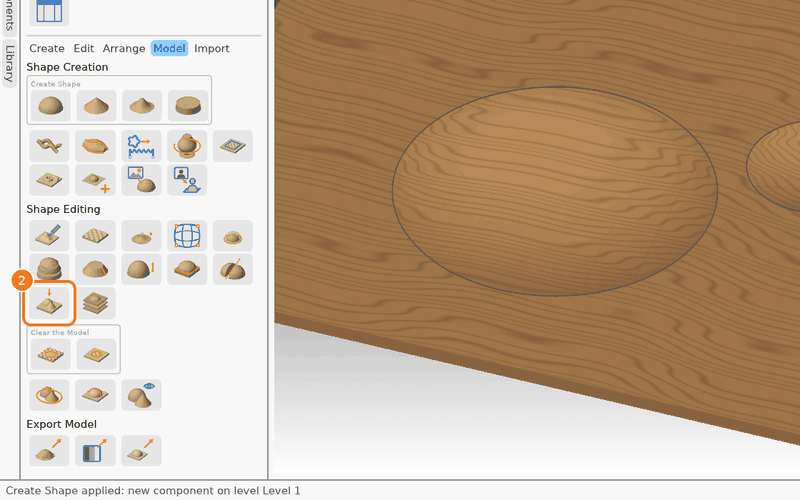 nents
Library
Create Edit Arrange Model Import
Shape Creation
Create Shape
Shape Editing
2
Clear the Model
Export Model
Create Shape applied: new component on level Level 1